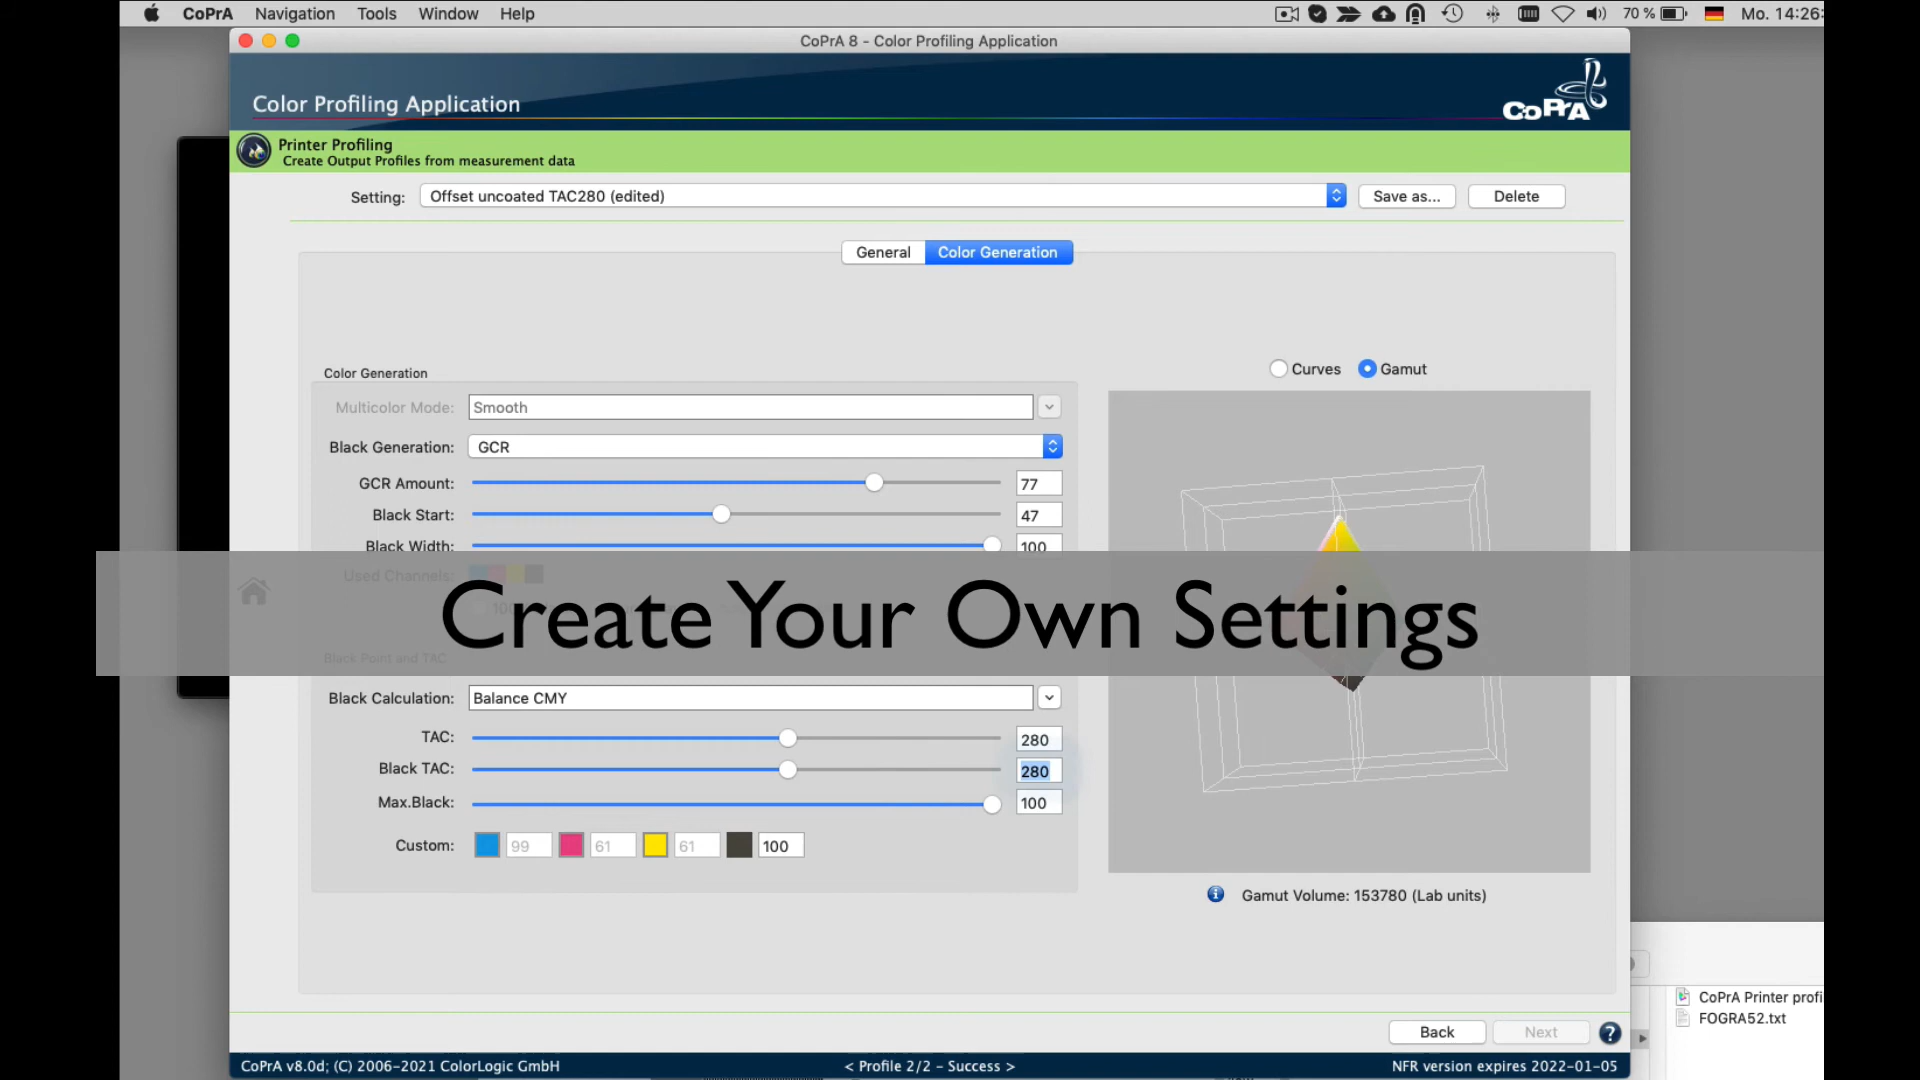 CoPrA Navigation Tools Window Help 70 % Mo. 14:26:
CoPrA 8 - Color Profiling Application
Color Profiling Application
CoPrA
Printer Profiling
Create Output Profiles from measurement data
Setting: Offset uncoated TAC280 (edited) Save as... Delete
General Color Generation
Curves Gamut
Color Generation
Multicolor Mode: Smooth
Black Generation: GCR
GCR Amount: 77
Black Start: 47
Black Width: 100
Used Channels:
Create Your Own Settings
Black Point and TAC
Black Calculation: Balance CMY
TAC: 280
Black TAC: 280
Max.Black: 100
Custom: 99 61 61 100
Gamut Volume: 153780 (Lab units)
CoPrA Printer profi
FOGRA52.txt
Back Next ?
CoPrA v8.0d; (C) 2006-2021 ColorLogic GmbH < Profile 2/2 - Success > NFR version expires 2022-01-05